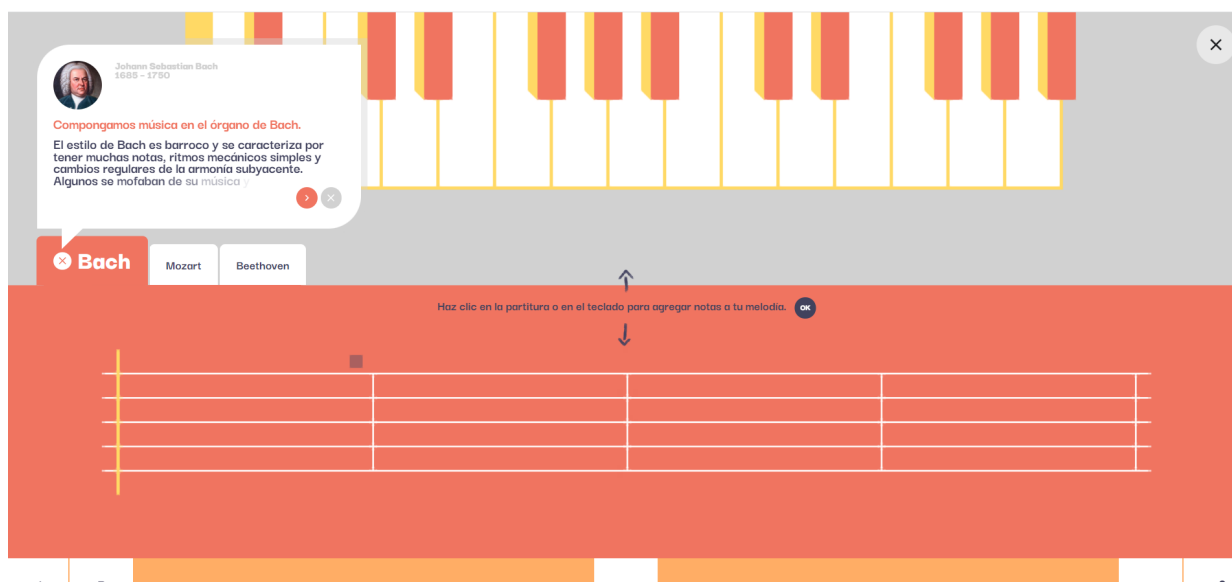 Johann Sebastian Bach
1685 – 1750
Compongamos música en el órgano de Bach.
El estilo de Bach es barroco y se caracteriza por
tener muchas notas, ritmos mecánicos simples y
cambios regulares de la armonía subyacente.
Algunos se mofaban de su música y
Bach
Mozart
Beethoven
Haz clic en la partitura o en el teclado para agregar notas a tu melodía. OK